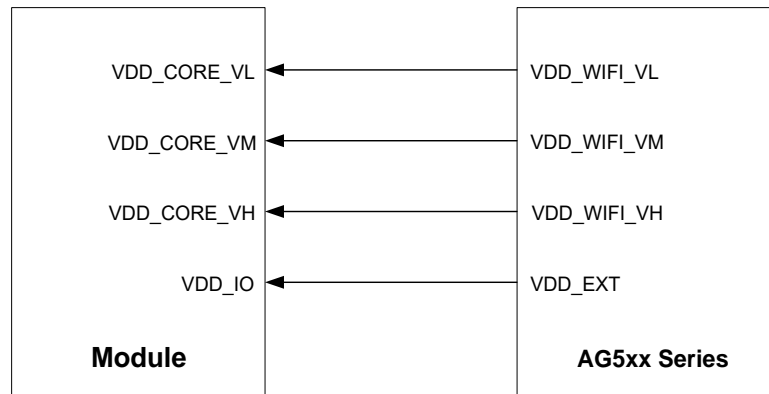 VDD_CORE_VL
VDD_WIFI_VL
VDD_CORE_VM
VDD_WIFI_VM
VDD_CORE_VH
VDD_WIFI_VH
VDD_IO
VDD_EXT
Module
AG5xx Series